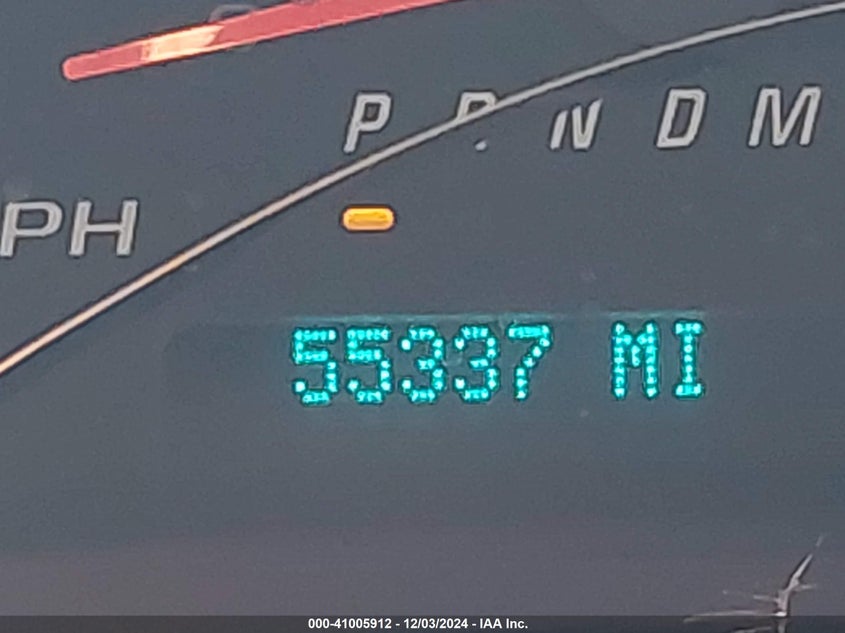 P R N D M
PH
55337 MI
000-41005912 - 12/03/2024 - IAA Inc.